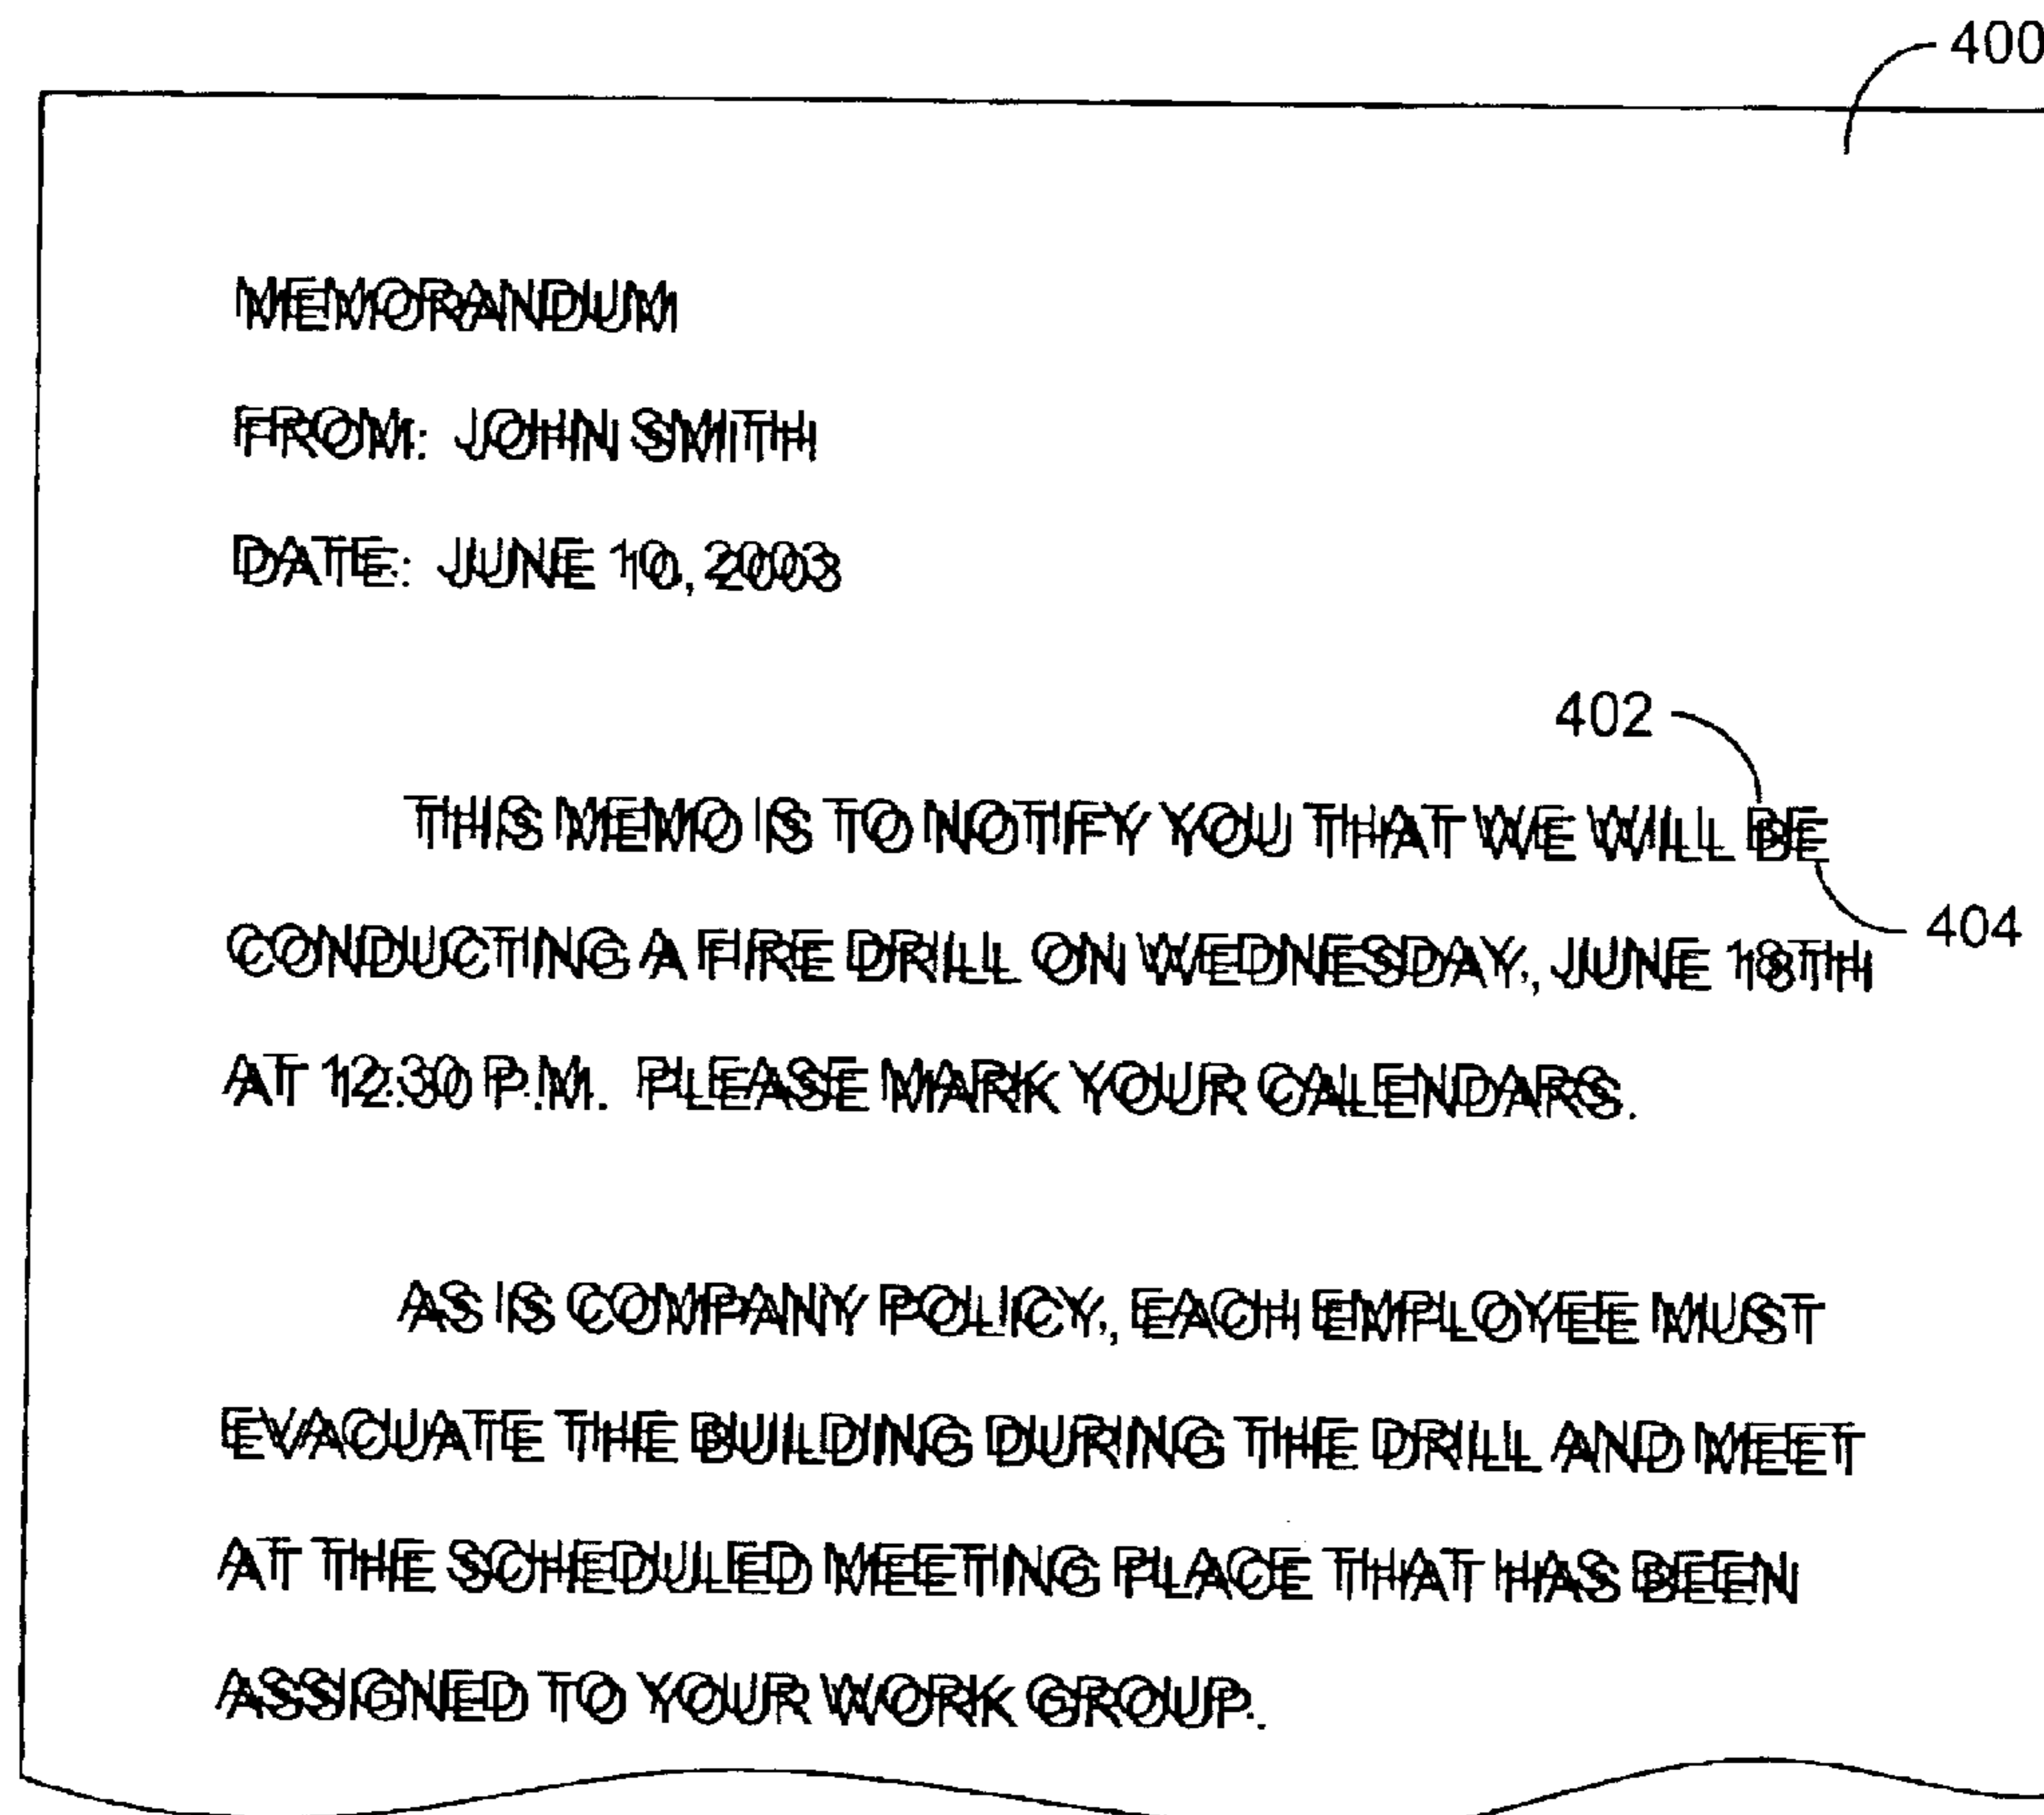 400
MEMORANDUM
FROM: JOHN SMITH
DATE: JUNE 10, 2003
402
THIS MEMO IS TO NOTIFY YOU THAT WE WILL BE
404
CONDUCTING A FIRE DRILL ON WEDNESDAY, JUNE 18TH
AT 12:30 P.M. PLEASE MARK YOUR CALENDARS.
AS IS COMPANY POLICY, EACH EMPLOYEE MUST
EVACUATE THE BUILDING DURING THE DRILL AND MEET
AT THE SCHEDULED MEETING PLACE THAT HAS BEEN
ASSIGNED TO YOUR WORK GROUP.